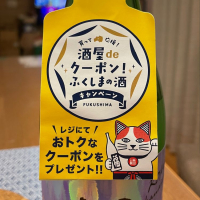 買って応援!
酒屋de
クーポン!
ふくしまの酒
キャンペーン
FUKUSHIMA
レジにて
おトクな
クーポンを
プレゼント!!